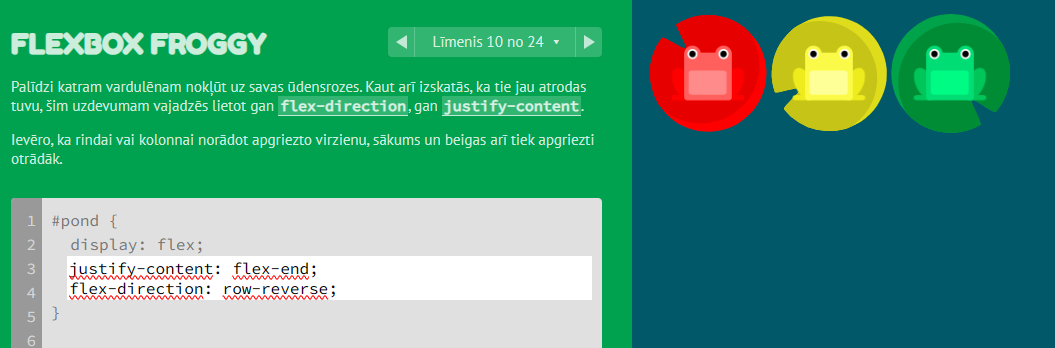 FLEXBOX FROGGY
Līmenis 10 no 24
Palīdzi katram vardulēnam nokļūt uz savas ūdensrozes. Kaut arī izskatās, ka tie jau atrodas
tuvu, šim uzdevumam vajadzēs lietot gan flex-direction, gan justify-content.
Ievēro, ka rindai vai kolonnai norādot apgriezto virzienu, sākums un beigas arī tiek apgriezti
otrādāk.
1 #pond {
2 display: flex;
3 justify-content: flex-end;
4 flex-direction: row-reverse;
5 }
6